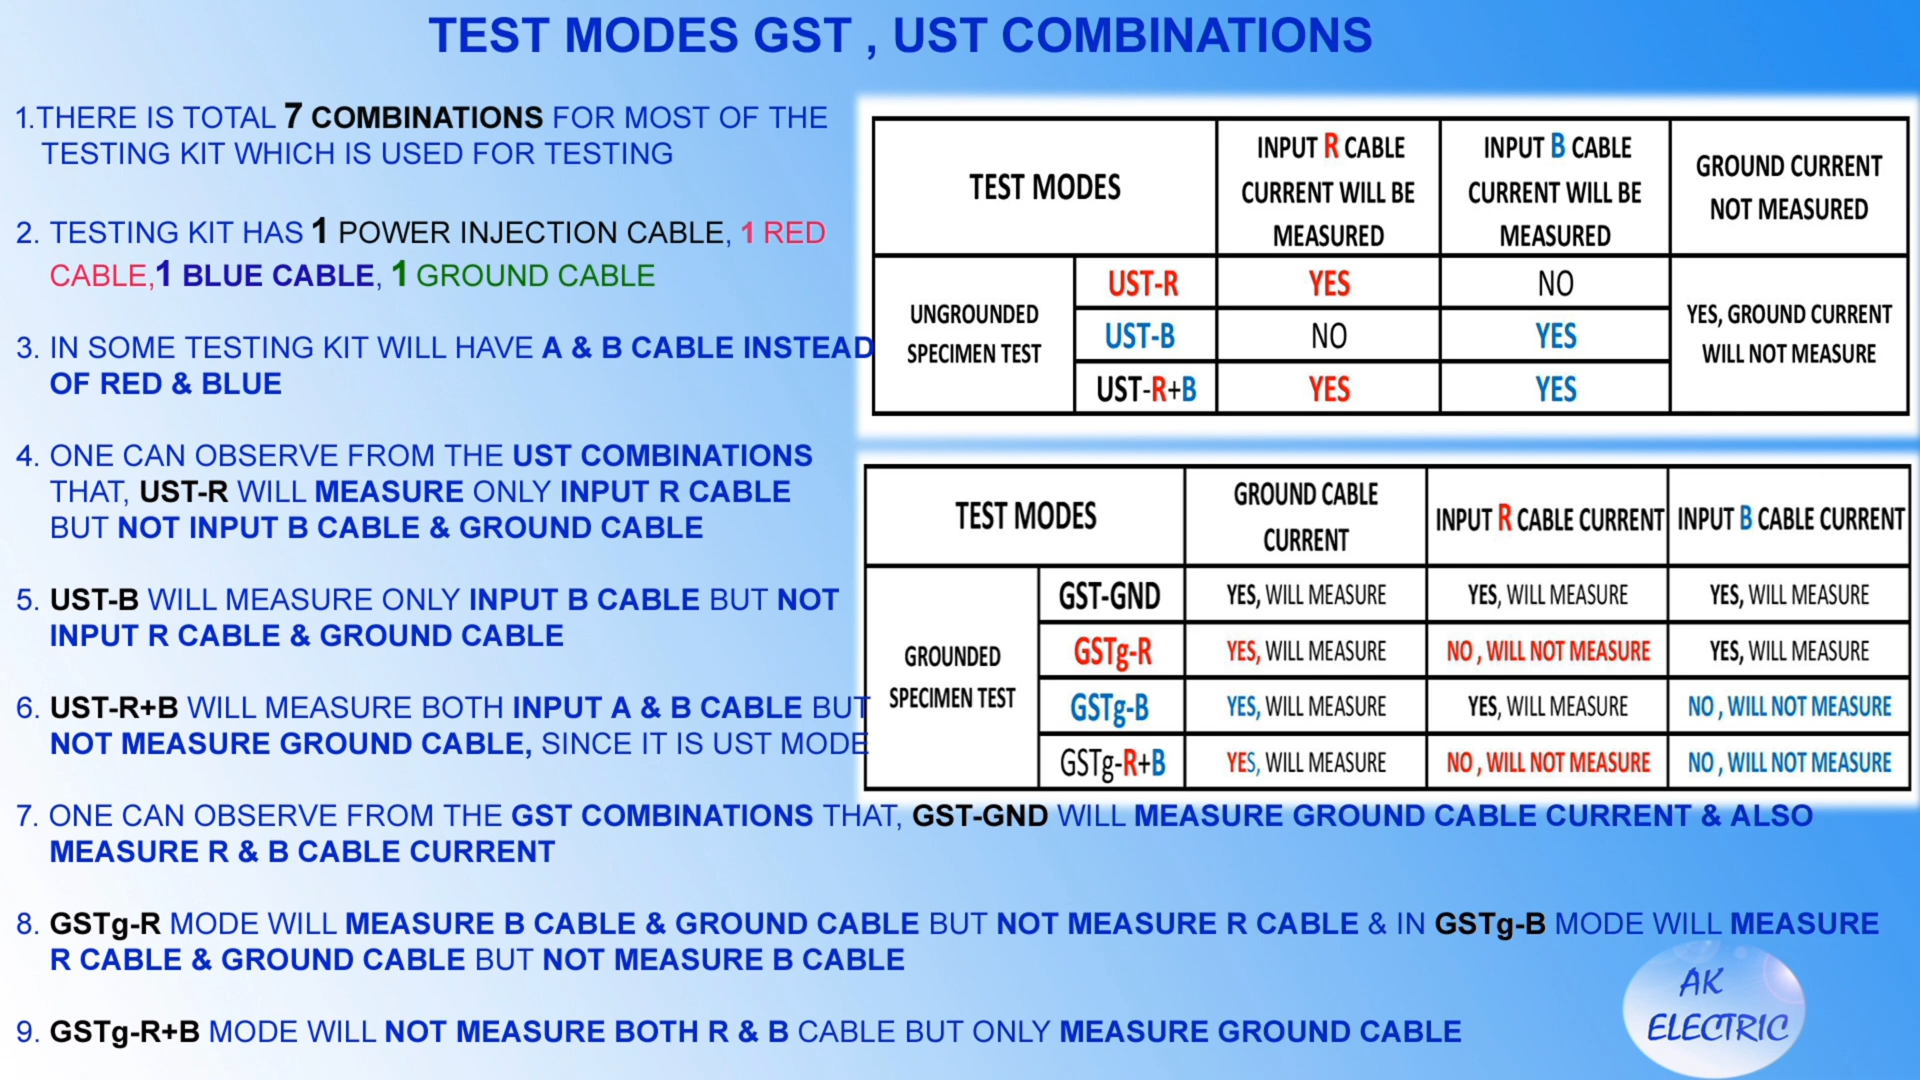 TEST MODES GST , UST COMBINATIONS
1.THERE IS TOTAL 7 COMBINATIONS FOR MOST OF THE
TESTING KIT WHICH IS USED FOR TESTING
2. TESTING KIT HAS 1 POWER INJECTION CABLE, 1 RED
CABLE,1 BLUE CABLE, 1 GROUND CABLE
3. IN SOME TESTING KIT WILL HAVE A & B CABLE INSTEAD
OF RED & BLUE
4. ONE CAN OBSERVE FROM THE UST COMBINATIONS
THAT, UST-R WILL MEASURE ONLY INPUT R CABLE
BUT NOT INPUT B CABLE & GROUND CABLE
5. UST-B WILL MEASURE ONLY INPUT B CABLE BUT NOT
INPUT R CABLE & GROUND CABLE
6. UST-R+B WILL MEASURE BOTH INPUT A & B CABLE BUT
NOT MEASURE GROUND CABLE, SINCE IT IS UST MODE
TEST MODES
INPUT R CABLE
CURRENT WILL BE
MEASURED
INPUT B CABLE
CURRENT WILL BE
MEASURED
GROUND CURRENT
NOT MEASURED
UNGROUNDED
SPECIMEN TEST
UST-R YES NO
UST-B NO YES
UST-R+B YES YES
YES, GROUND CURRENT
WILL NOT MEASURE
TEST MODES
GROUND CABLE
CURRENT
INPUT R CABLE CURRENT
INPUT B CABLE CURRENT
GROUNDED
SPECIMEN TEST
GST-GND YES, WILL MEASURE YES, WILL MEASURE YES, WILL MEASURE
GSTg-R YES, WILL MEASURE NO , WILL NOT MEASURE YES, WILL MEASURE
GSTg-B YES, WILL MEASURE YES, WILL MEASURE NO , WILL NOT MEASURE
GSTg-R+B YES, WILL MEASURE NO , WILL NOT MEASURE NO , WILL NOT MEASURE
7. ONE CAN OBSERVE FROM THE GST COMBINATIONS THAT, GST-GND WILL MEASURE GROUND CABLE CURRENT & ALSO
MEASURE R & B CABLE CURRENT
8. GSTg-R MODE WILL MEASURE B CABLE & GROUND CABLE BUT NOT MEASURE R CABLE & IN GSTg-B MODE WILL MEASURE
R CABLE & GROUND CABLE BUT NOT MEASURE B CABLE
9. GSTg-R+B MODE WILL NOT MEASURE BOTH R & B CABLE BUT ONLY MEASURE GROUND CABLE
AK
ELECTRIC